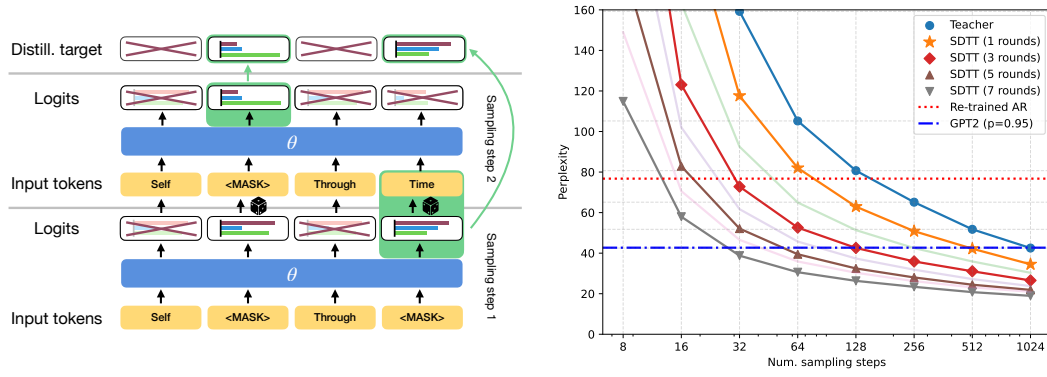 Distill. target
Logits
θ
Input tokens
Self
<MASK>
Through
Time
Sampling step 2
Logits
θ
Input tokens
Self
<MASK>
Through
<MASK>
Sampling step 1
Perplexity
160
140
120
100
80
60
40
20
0
8
16
32
64
128
256
512
1024
Num. sampling steps
Teacher
SDTT (1 rounds)
SDTT (3 rounds)
SDTT (5 rounds)
SDTT (7 rounds)
Re-trained AR
GPT2 (p=0.95)